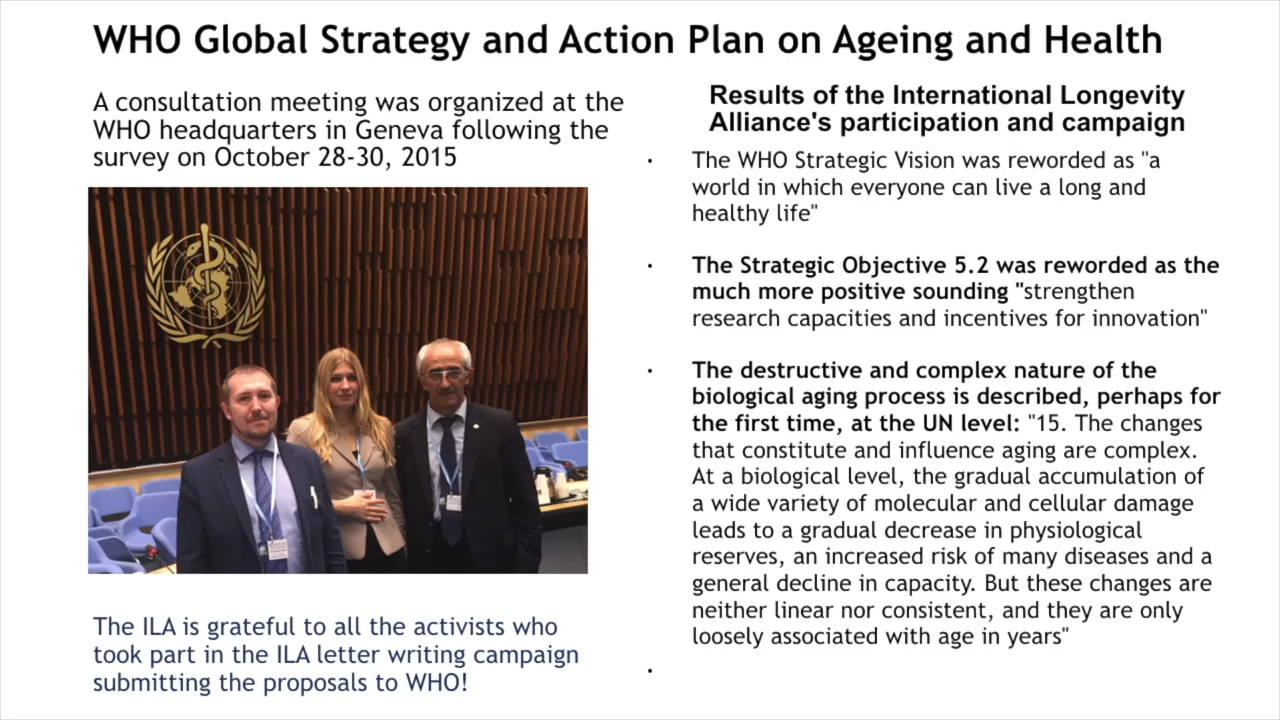 WHO Global Strategy and Action Plan on Ageing and Health
A consultation meeting was organized at the
WHO headquarters in Geneva following the
survey on October 28-30, 2015
The ILA is grateful to all the activists who
took part in the ILA letter writing campaign
submitting the proposals to WHO!
Results of the International Longevity
Alliance's participation and campaign
· The WHO Strategic Vision was reworded as "a
world in which everyone can live a long and
healthy life"
· The Strategic Objective 5.2 was reworded as the
much more positive sounding "strengthen
research capacities and incentives for innovation"
· The destructive and complex nature of the
biological aging process is described, perhaps for
the first time, at the UN level: "15. The changes
that constitute and influence aging are complex.
At a biological level, the gradual accumulation of
a wide variety of molecular and cellular damage
leads to a gradual decrease in physiological
reserves, an increased risk of many diseases and a
general decline in capacity. But these changes are
neither linear nor consistent, and they are only
loosely associated with age in years"
·